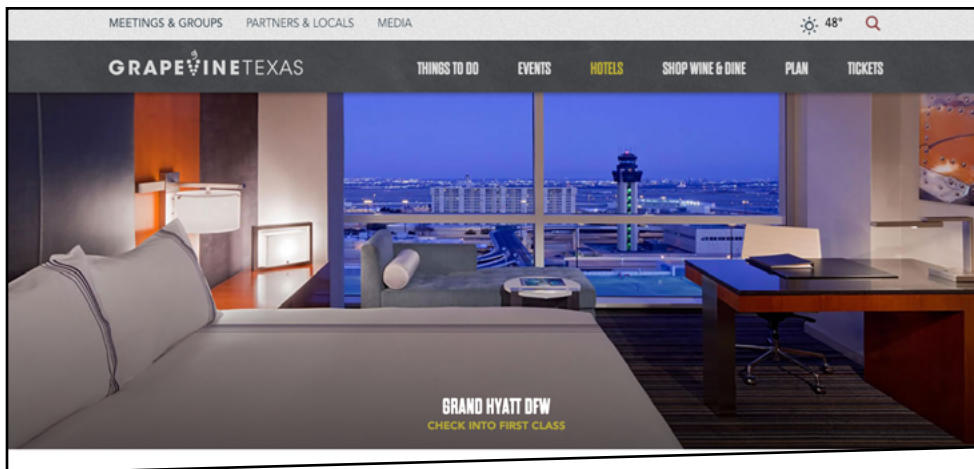 MEETINGS & GROUPS PARTNERS & LOCALS MEDIA 48°
GRAPEVINETEXAS THINGS TO DO EVENTS HOTELS SHOP WINE & DINE PLAN TICKETS
GRAND HYATT DFW
CHECK INTO FIRST CLASS